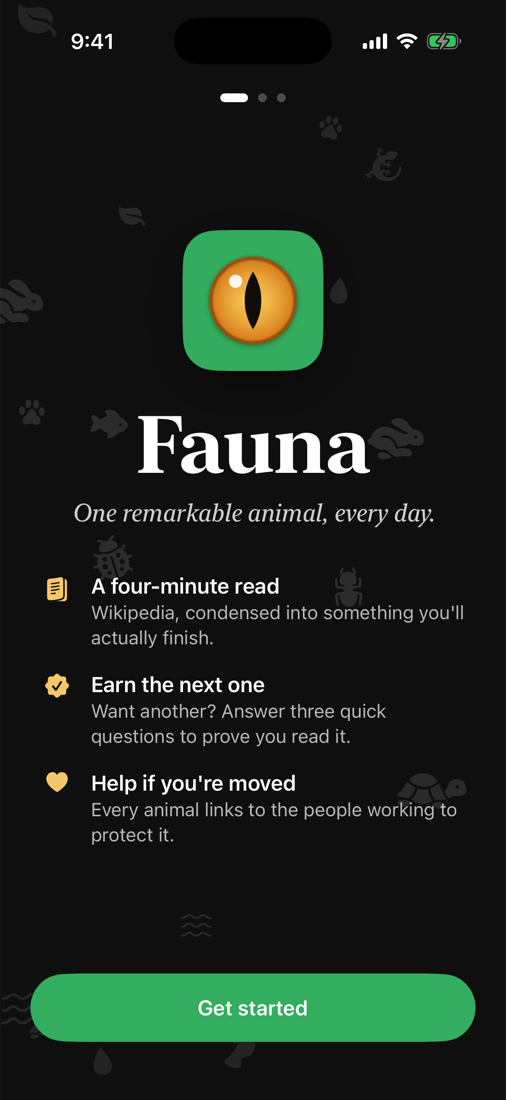 9:41
Fauna
One remarkable animal, every day.
A four-minute read
Wikipedia, condensed into something you'll
actually finish.
Earn the next one
Want another? Answer three quick
questions to prove you read it.
Help if you're moved
Every animal links to the people working to
protect it.
Get started